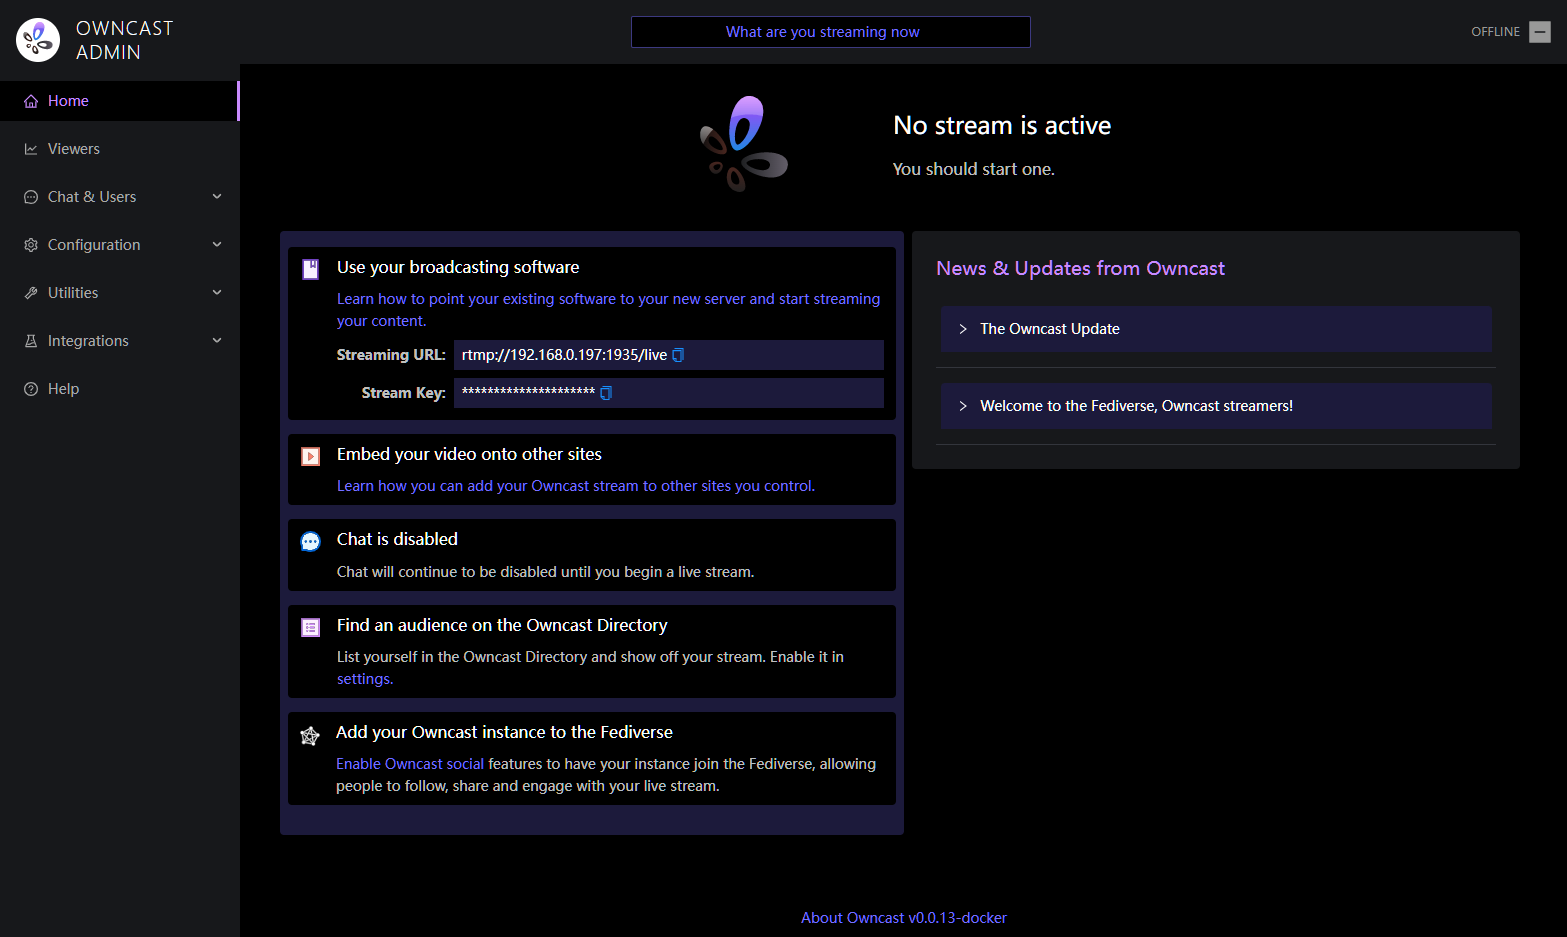 OWNCAST
ADMIN
What are you streaming now
OFFLINE
Home
Viewers
Chat & Users
Configuration
Utilities
Integrations
Help
No stream is active
You should start one.
Use your broadcasting software
Learn how to point your existing software to your new server and start streaming
your content.
Streaming URL: rtmp://192.168.0.197:1935/live
Stream Key: *********************
Embed your video onto other sites
Learn how you can add your Owncast stream to other sites you control.
Chat is disabled
Chat will continue to be disabled until you begin a live stream.
Find an audience on the Owncast Directory
List yourself in the Owncast Directory and show off your stream. Enable it in
settings.
Add your Owncast instance to the Fediverse
Enable Owncast social features to have your instance join the Fediverse, allowing
people to follow, share and engage with your live stream.
News & Updates from Owncast
The Owncast Update
Welcome to the Fediverse, Owncast streamers!
About Owncast v0.0.13-docker